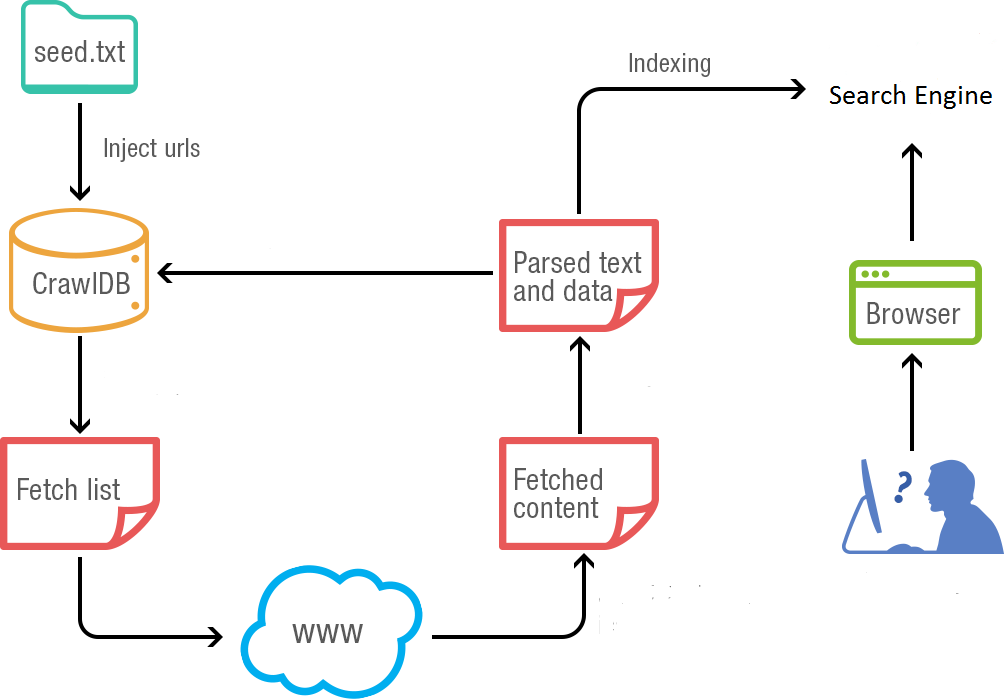 seed.txt
Indexing
Search Engine
Inject urls
CrawlDB
Parsed text
and data
Browser
Fetch list
Fetched
content
?
www